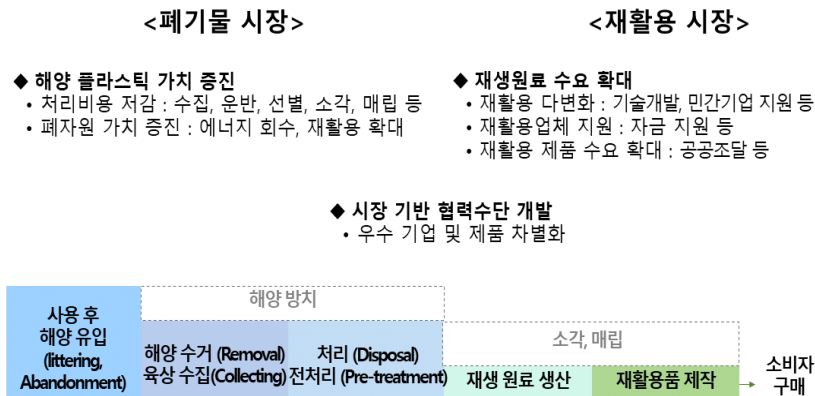 <폐기물 시장>
<재활용 시장>
◆ 해양 플라스틱 가치 증진
• 처리비용 저감 : 수집, 운반, 선별, 소각, 매립 등
• 폐자원 가치 증진 : 에너지 회수, 재활용 확대
◆ 재생원료 수요 확대
• 재활용 다변화 : 기술개발, 민간기업 지원 등
• 재활용업체 지원 : 자금 지원 등
• 재활용 제품 수요 확대 : 공공조달 등
◆ 시장 기반 협력수단 개발
• 우수 기업 및 제품 차별화
사용 후
해양 유입
(littering,
Abandonment)
해양 방치
해양 수거 (Removal)
육상 수집(Collecting)
처리 (Disposal)
전처리 (Pre-treatment)
소각, 매립
재생 원료 생산
재활용품 제작
소비자
구매